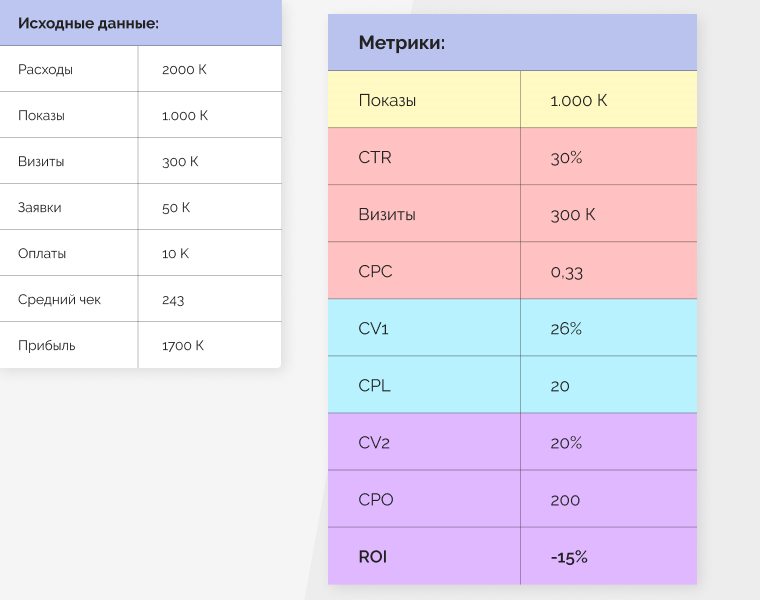 Исходные данные:
Расходы 2000 К
Показы 1.000 К
Визиты 300 К
Заявки 50 К
Оплаты 10 К
Средний чек 243
Прибыль 1700 К
Метрики:
Показы 1.000 К
CTR 30%
Визиты 300 К
CPC 0,33
CV1 26%
CPL 20
CV2 20%
CPO 200
ROI -15%